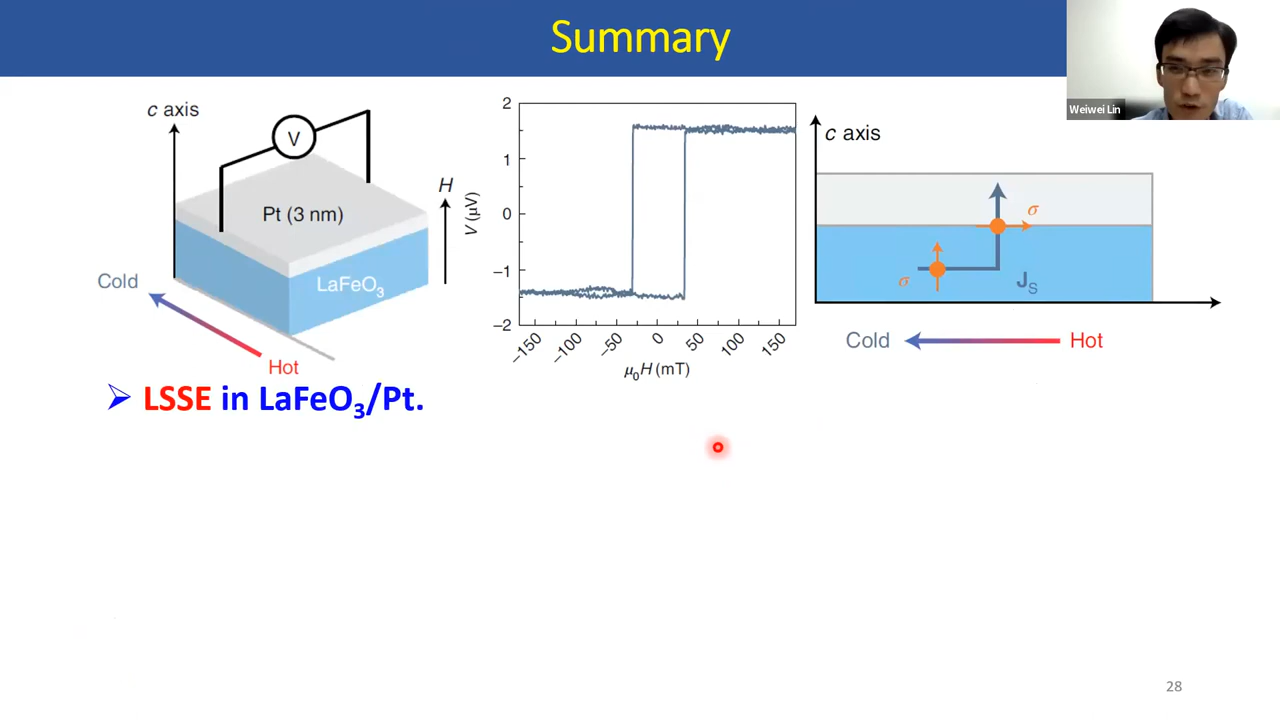 Summary
Weiwei Lin
c axis
V
H
Pt (3 nm)
LaFeO₃
Cold
Hot
2
1
0
−1
−2
V (µV)
−150
−100
−50
0
50
100
150
µ₀H (mT)
c axis
σ
σ
Jₛ
Cold
Hot
➢ LSSE in LaFeO₃/Pt.
28